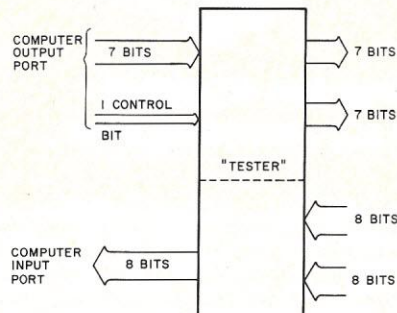 COMPUTER
OUTPUT
PORT
7 BITS
1 CONTROL
BIT
7 BITS
7 BITS
"TESTER"
8 BITS
COMPUTER
INPUT
PORT
8 BITS
8 BITS